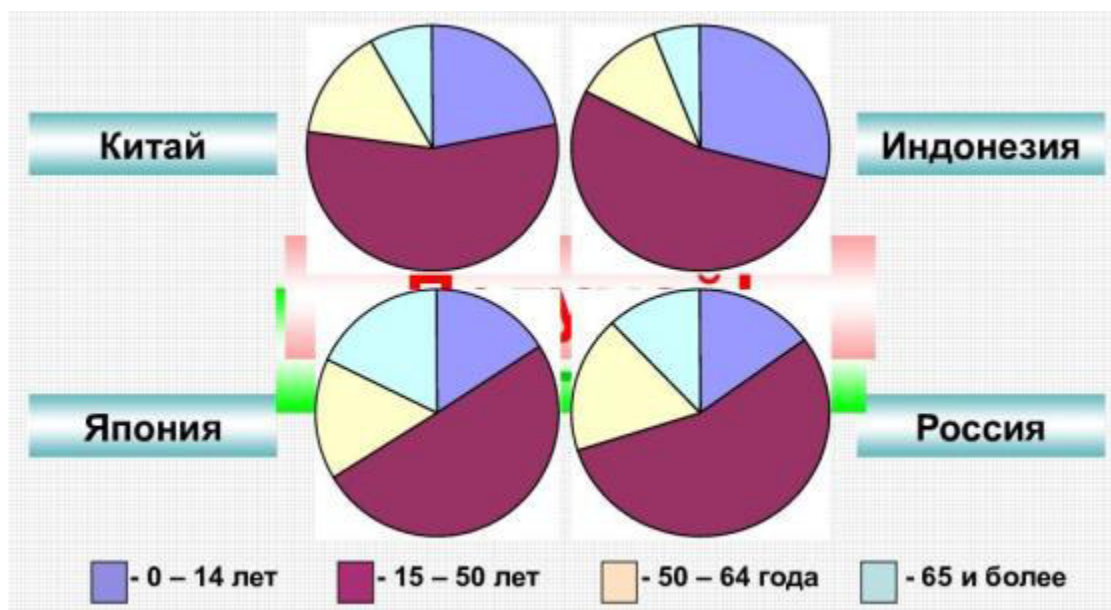 Китай
Индонезия
Япония
Россия
- 0 – 14 лет
- 15 – 50 лет
- 50 – 64 года
- 65 и более